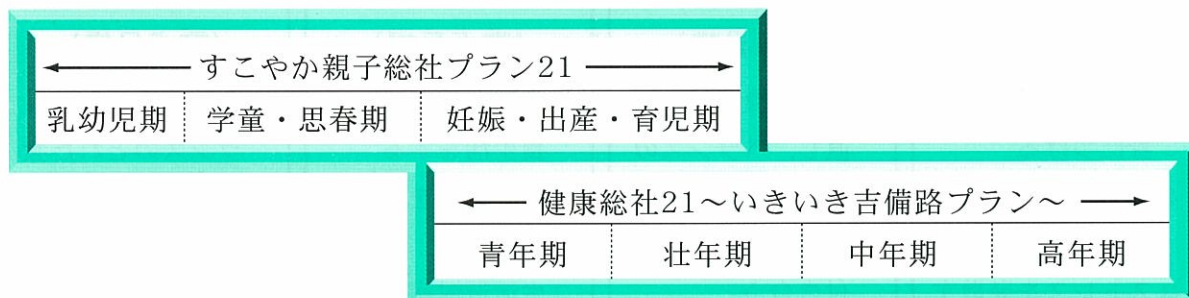 すこやか親子総社プラン21
乳幼児期 学童・思春期 妊娠・出産・育児期
健康総社21～いきいき吉備路プラン～
青年期 壮年期 中年期 高年期